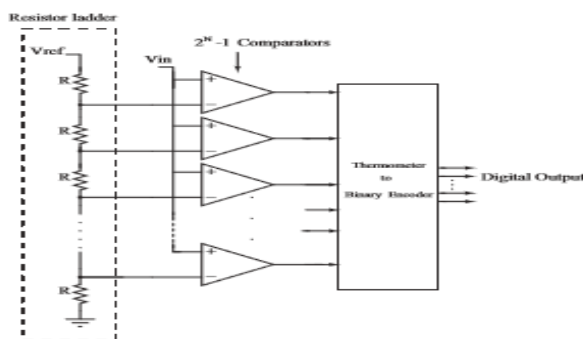 Resistor ladder
Vref
Vin
2^N -1 Comparators
R
R
R
R
+
−
+
−
+
−
+
−
Thermometer
to
Binary Encoder
Digital Output